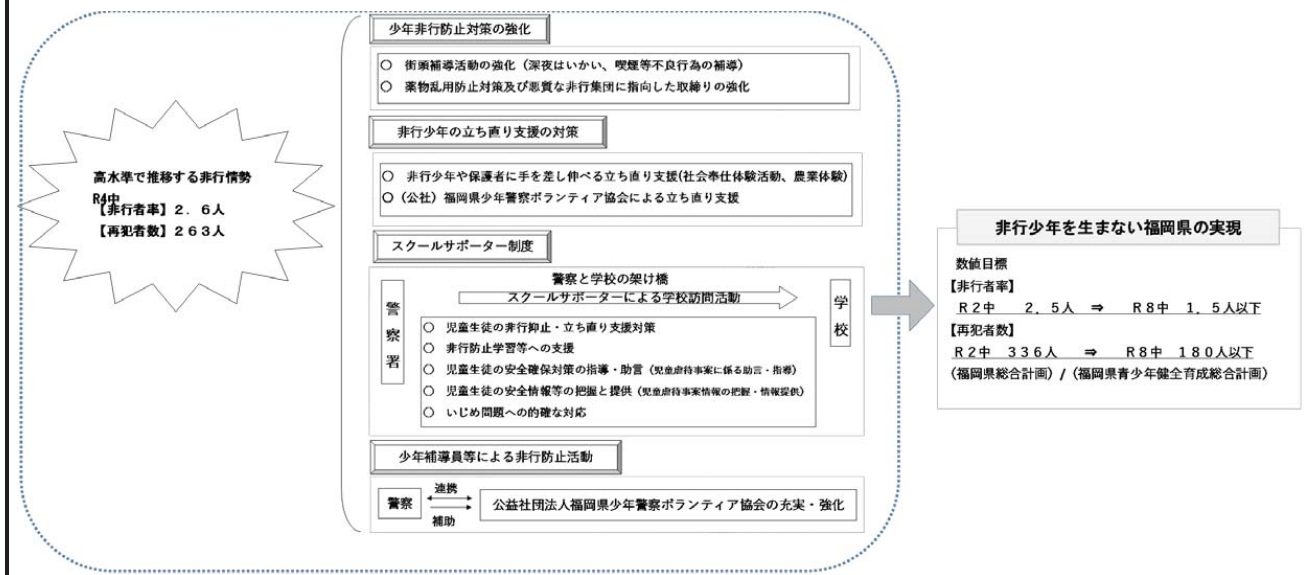 少年非行防止対策の強化
○ 街頭補導活動の強化（深夜はいかい、喫煙等不良行為の補導）
○ 薬物乱用防止対策及び悪質な非行集団に指向した取締りの強化
高水準で推移する非行情勢
R4中
【非行者率】２．６人
【再犯者数】２６３人
非行少年の立ち直り支援の対策
○ 非行少年や保護者に手を差し伸べる立ち直り支援(社会奉仕体験活動、農業体験)
○（公社）福岡県少年警察ボランティア協会による立ち直り支援
スクールサポーター制度
警察と学校の架け橋
スクールサポーターによる学校訪問活動
警察署
学校
○ 児童生徒の非行抑止・立ち直り支援対策
○ 非行防止学習等への支援
○ 児童生徒の安全確保対策の指導・助言（児童虐待事案に係る助言・指導）
○ 児童生徒の安全情報等の把握と提供（児童虐待事案情報の把握・情報提供）
○ いじめ問題への的確な対応
少年補導員等による非行防止活動
警察
連携
補助
公益社団法人福岡県少年警察ボランティア協会の充実・強化
非行少年を生まない福岡県の実現
数値目標
【非行者率】
Ｒ２中 ２．５人 ⇒ Ｒ８中 １．５人以下
【再犯者数】
Ｒ２中 ３３６人 ⇒ Ｒ８中 １８０人以下
（福岡県総合計画）/（福岡県青少年健全育成総合計画）